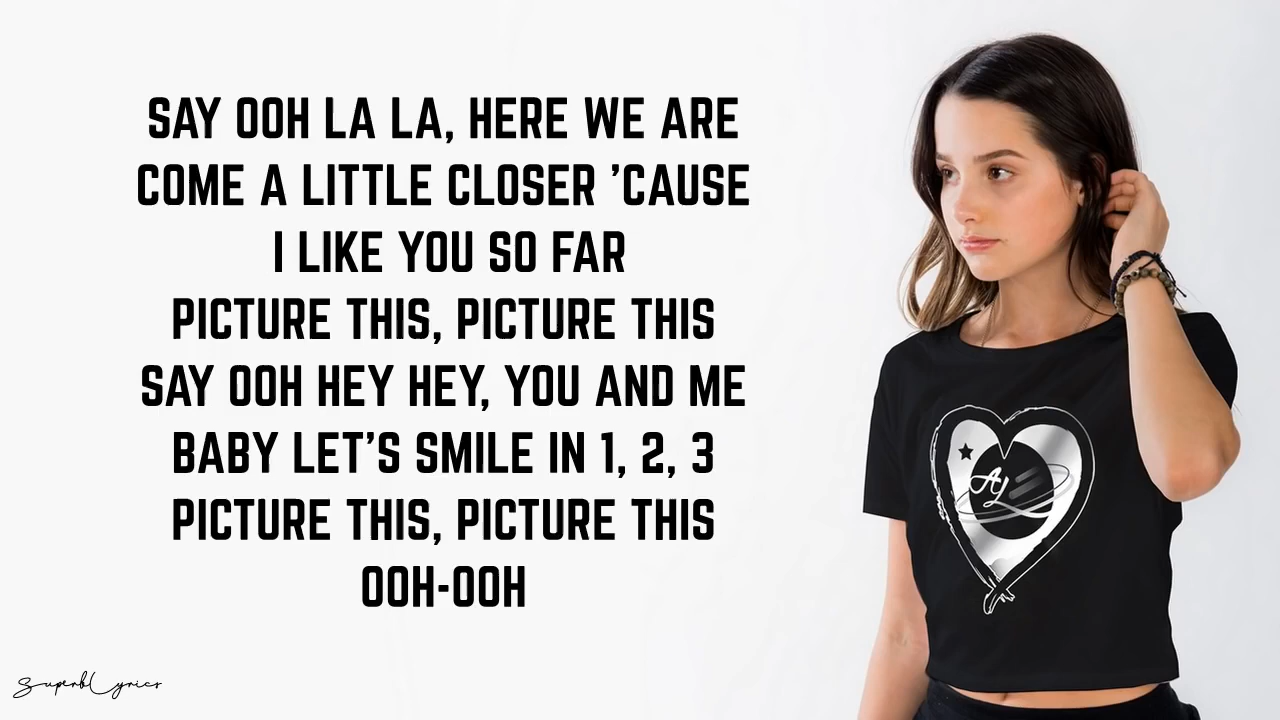 SAY OOH LA LA, HERE WE ARE
COME A LITTLE CLOSER 'CAUSE
I LIKE YOU SO FAR
PICTURE THIS, PICTURE THIS
SAY OOH HEY HEY, YOU AND ME
BABY LET'S SMILE IN 1, 2, 3
PICTURE THIS, PICTURE THIS
OOH-OOH
AJ
SuperbLyrics